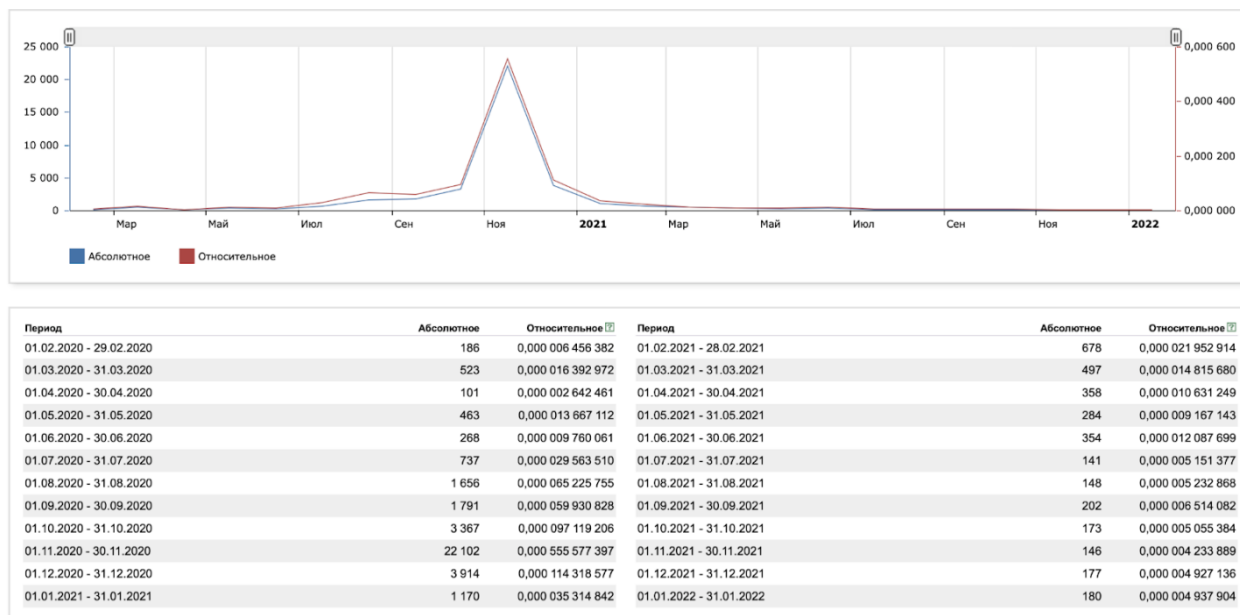 25 000
20 000
15 000
10 000
5 000
0
0,000 600
0,000 400
0,000 200
0,000 000
Мар Май Июл Сен Ноя 2021 Мар Май Июл Сен Ноя 2022
Абсолютное Относительное
Период Абсолютное Относительное ? Период Абсолютное Относительное ?
01.02.2020 - 29.02.2020 186 0,000 006 456 382 01.02.2021 - 28.02.2021 678 0,000 021 952 914
01.03.2020 - 31.03.2020 523 0,000 016 392 972 01.03.2021 - 31.03.2021 497 0,000 014 815 680
01.04.2020 - 30.04.2020 101 0,000 002 642 461 01.04.2021 - 30.04.2021 358 0,000 010 631 249
01.05.2020 - 31.05.2020 463 0,000 013 667 112 01.05.2021 - 31.05.2021 284 0,000 009 167 143
01.06.2020 - 30.06.2020 268 0,000 009 760 061 01.06.2021 - 30.06.2021 354 0,000 012 087 699
01.07.2020 - 31.07.2020 737 0,000 029 563 510 01.07.2021 - 31.07.2021 141 0,000 005 151 377
01.08.2020 - 31.08.2020 1 656 0,000 065 225 755 01.08.2021 - 31.08.2021 148 0,000 005 232 868
01.09.2020 - 30.09.2020 1 791 0,000 059 930 828 01.09.2021 - 30.09.2021 202 0,000 006 514 082
01.10.2020 - 31.10.2020 3 367 0,000 097 119 206 01.10.2021 - 31.10.2021 173 0,000 005 055 384
01.11.2020 - 30.11.2020 22 102 0,000 555 577 397 01.11.2021 - 30.11.2021 146 0,000 004 233 889
01.12.2020 - 31.12.2020 3 914 0,000 114 318 577 01.12.2021 - 31.12.2021 177 0,000 004 927 136
01.01.2021 - 31.01.2021 1 170 0,000 035 314 842 01.01.2022 - 31.01.2022 180 0,000 004 937 904